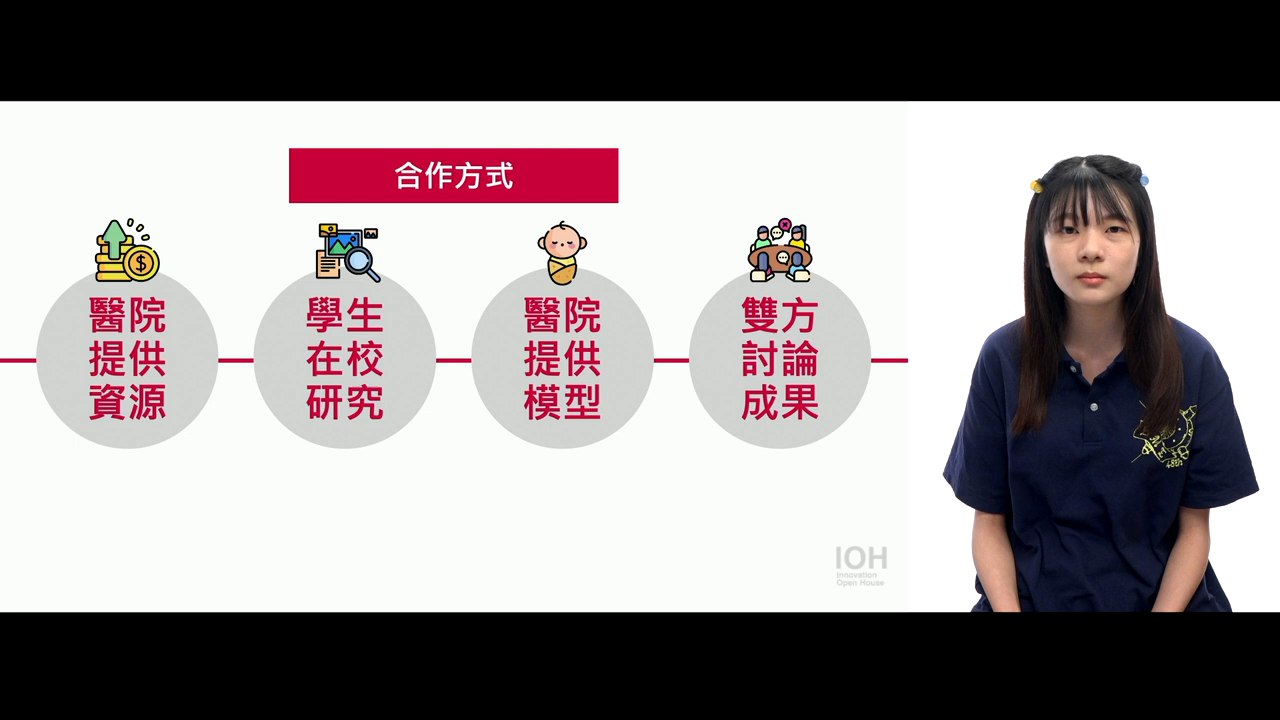 合作方式
醫院
提供
資源
學生
在校
研究
醫院
提供
模型
雙方
討論
成果
IOH
Innovation
Open House
48th